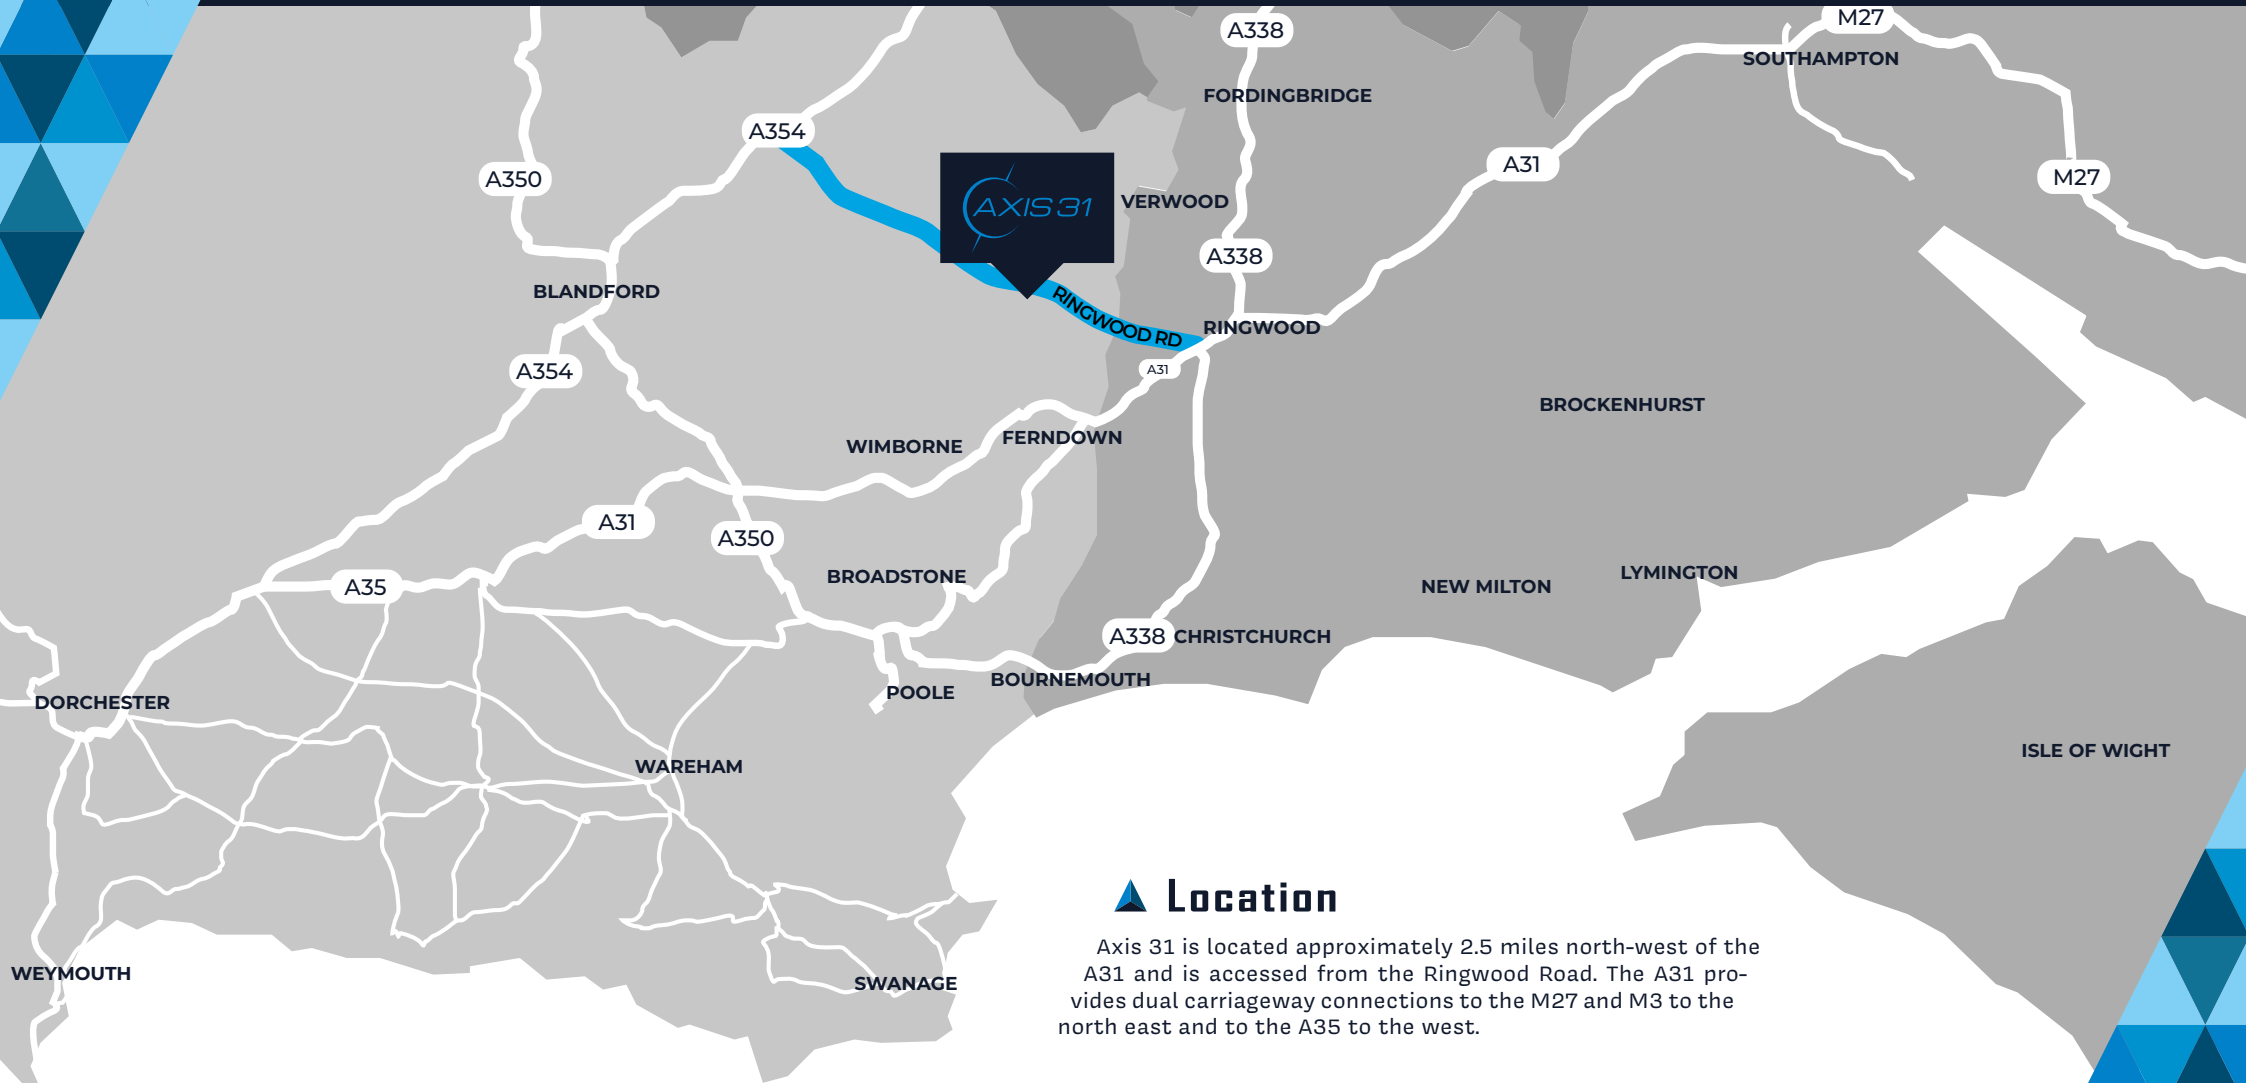 M27
A338
SOUTHAMPTON
FORDINGBRIDGE
A354
A31
A350
M27
AXIS 31
VERWOOD
A338
BLANDFORD
RINGWOOD RD
RINGWOOD
A354
A31
BROCKENHURST
WIMBORNE
FERNDOWN
A31
A350
BROADSTONE
A35
NEW MILTON
LYMINGTON
A338
CHRISTCHURCH
BOURNEMOUTH
POOLE
DORCHESTER
ISLE OF WIGHT
WAREHAM
WEYMOUTH
SWANAGE
Location
Axis 31 is located approximately 2.5 miles north-west of the
A31 and is accessed from the Ringwood Road. The A31 pro-
vides dual carriageway connections to the M27 and M3 to the
north east and to the A35 to the west.